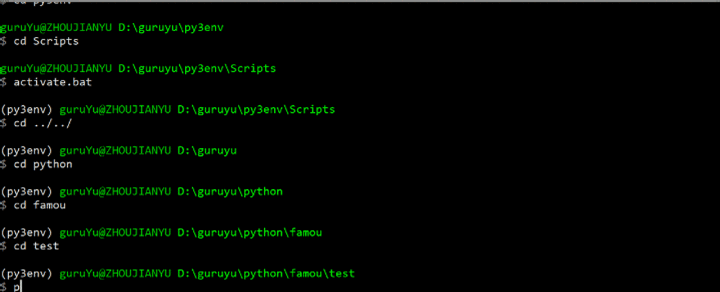 cd py3env
guruYu@ZHOUJIANYU D:\guruyu\py3env
$ cd Scripts
guruYu@ZHOUJIANYU D:\guruyu\py3env\Scripts
$ activate.bat
(py3env) guruYu@ZHOUJIANYU D:\guruyu\py3env\Scripts
$ cd ../../
(py3env) guruYu@ZHOUJIANYU D:\guruyu
$ cd python
(py3env) guruYu@ZHOUJIANYU D:\guruyu\python
$ cd famou
(py3env) guruYu@ZHOUJIANYU D:\guruyu\python\famou
$ cd test
(py3env) guruYu@ZHOUJIANYU D:\guruyu\python\famou\test
$ p